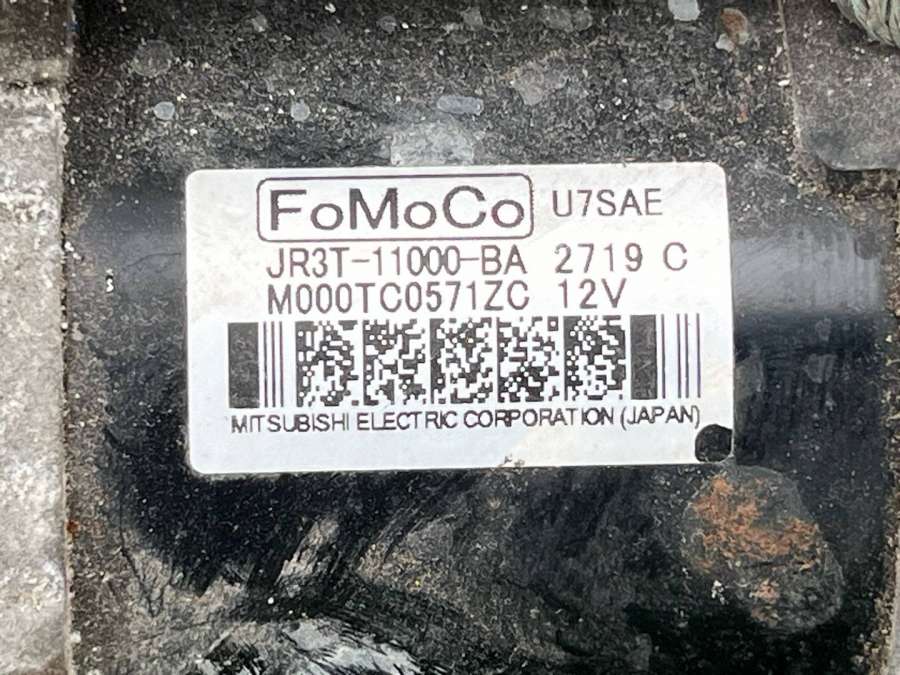 FoMoCo U7SAE
JR3T-11000-BA 2719 C
M000TC0571ZC 12V
MITSUBISHI ELECTRIC CORPORATION (JAPAN)